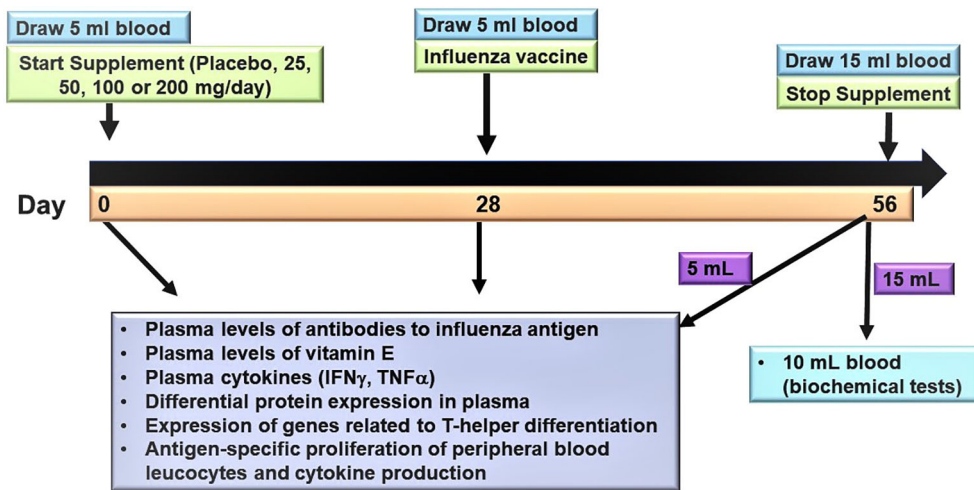 Draw 5 ml blood
Start Supplement (Placebo, 25,
50, 100 or 200 mg/day)
Draw 5 ml blood
Influenza vaccine
Draw 15 ml blood
Stop Supplement
Day
0
28
56
5 mL
15 mL
• Plasma levels of antibodies to influenza antigen
• Plasma levels of vitamin E
• Plasma cytokines (IFNγ, TNFα)
• Differential protein expression in plasma
• Expression of genes related to T-helper differentiation
• Antigen-specific proliferation of peripheral blood
leucocytes and cytokine production
• 10 mL blood
(biochemical tests)